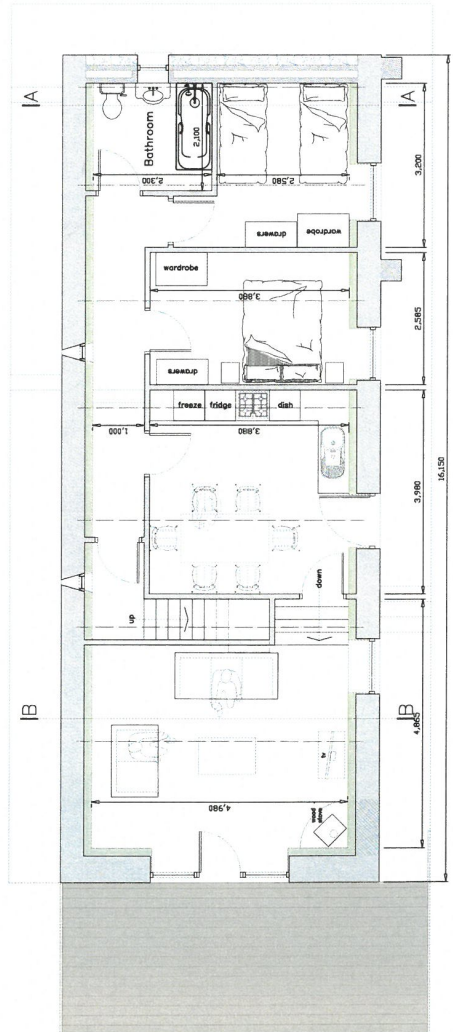 A
A
Bathroom
2,100
2,300
2,580
3,200
drawers
wardrobe
wardrobe
3,880
2,585
drawers
freeze
fridge
dish
1,000
3,880
3,980
16,150
down
up
B
B
4,865
tv
4,980
wood stove